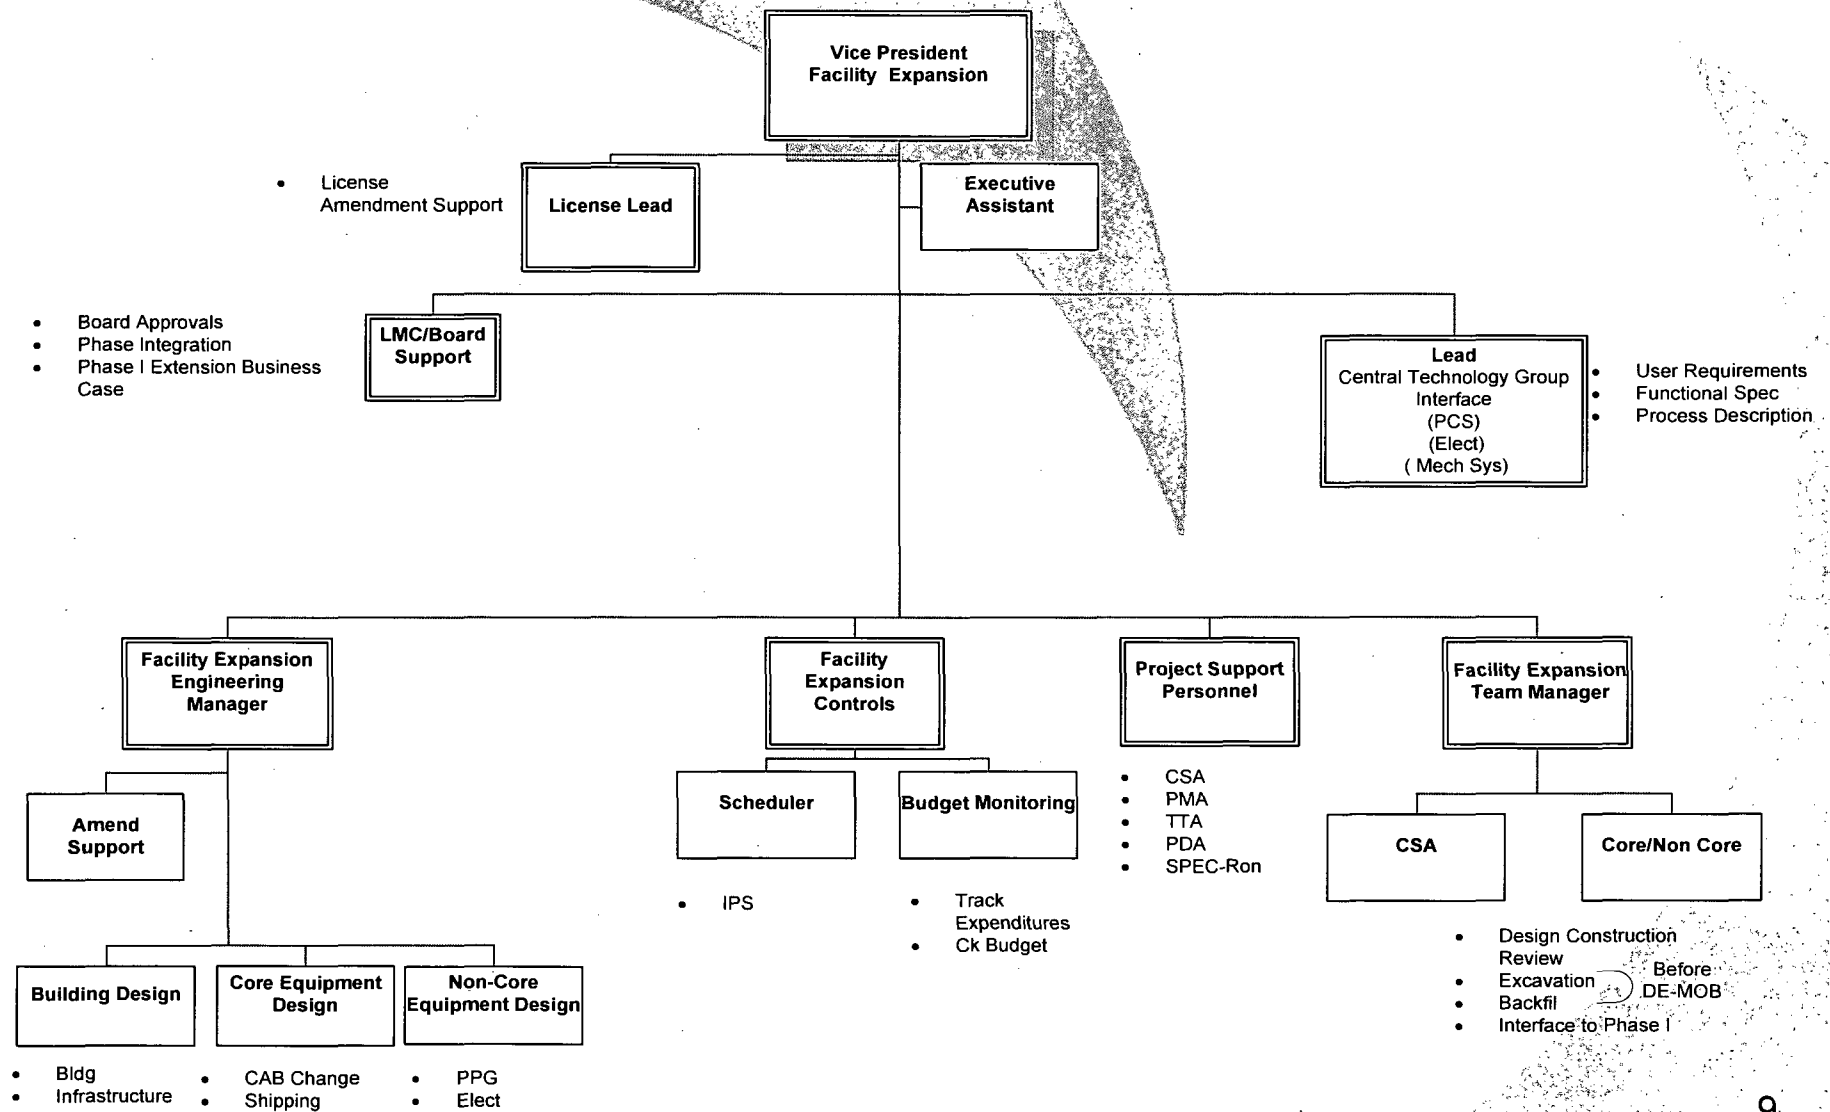 Vice President
Facility Expansion
• License
Amendment Support
License Lead
Executive
Assistant
• Board Approvals
• Phase Integration
• Phase I Extension Business
Case
LMC/Board
Support
Lead
Central Technology Group
Interface
(PCS)
(Elect)
( Mech Sys)
• User Requirements
• Functional Spec
• Process Description
Facility Expansion
Engineering
Manager
Facility
Expansion
Controls
Project Support
Personnel
Facility Expansion
Team Manager
Amend
Support
Scheduler
Budget Monitoring
• CSA
• PMA
• TTA
• PDA
• SPEC-Ron
CSA
Core/Non Core
• IPS
• Track
Expenditures
• Ck Budget
• Design Construction
Review
• Excavation
• Backfil
Before
DE-MOB
• Interface to Phase I
Building Design
Core Equipment
Design
Non-Core
Equipment Design
• Bldg
• Infrastructure
• CAB Change
• Shipping
• PPG
• Elect
9